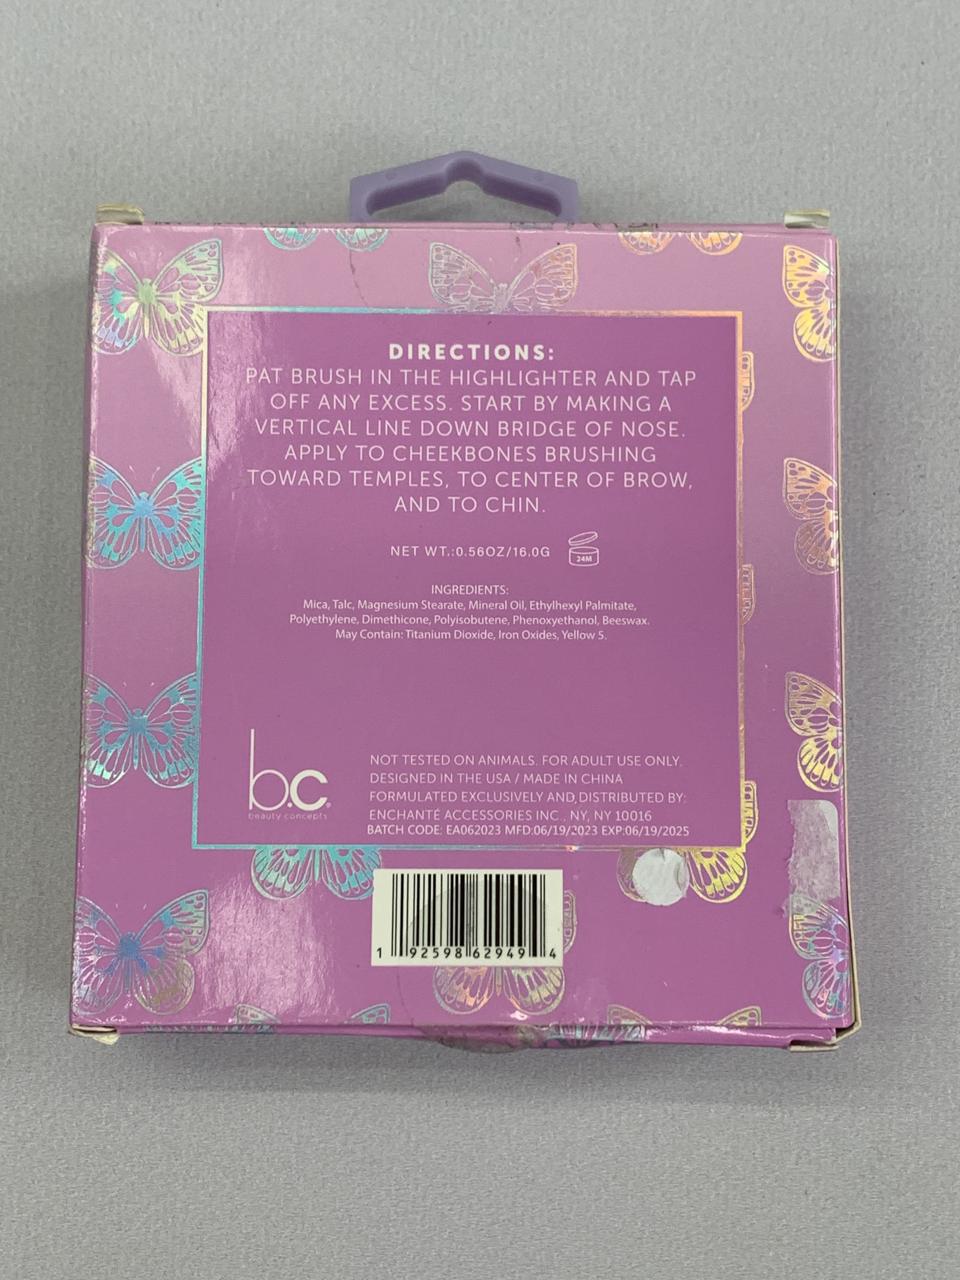 DIRECTIONS:
PAT BRUSH IN THE HIGHLIGHTER AND TAP
OFF ANY EXCESS. START BY MAKING A
VERTICAL LINE DOWN BRIDGE OF NOSE.
APPLY TO CHEEKBONES BRUSHING
TOWARD TEMPLES, TO CENTER OF BROW,
AND TO CHIN.
NET WT.:0.56OZ/16.0G
24M
INGREDIENTS:
Mica, Talc, Magnesium Stearate, Mineral Oil, Ethylhexyl Palmitate,
Polyethylene, Dimethicone, Polyisobutene, Phenoxyethanol, Beeswax.
May Contain: Titanium Dioxide, Iron Oxides, Yellow 5.
b.c®
beauty concepts
NOT TESTED ON ANIMALS. FOR ADULT USE ONLY.
DESIGNED IN THE USA / MADE IN CHINA
FORMULATED EXCLUSIVELY AND DISTRIBUTED BY:
ENCHANTÉ ACCESSORIES INC., NY, NY 10016
BATCH CODE: EA062023 MFD:06/19/2023 EXP:06/19/2025
1 92598 62949 4